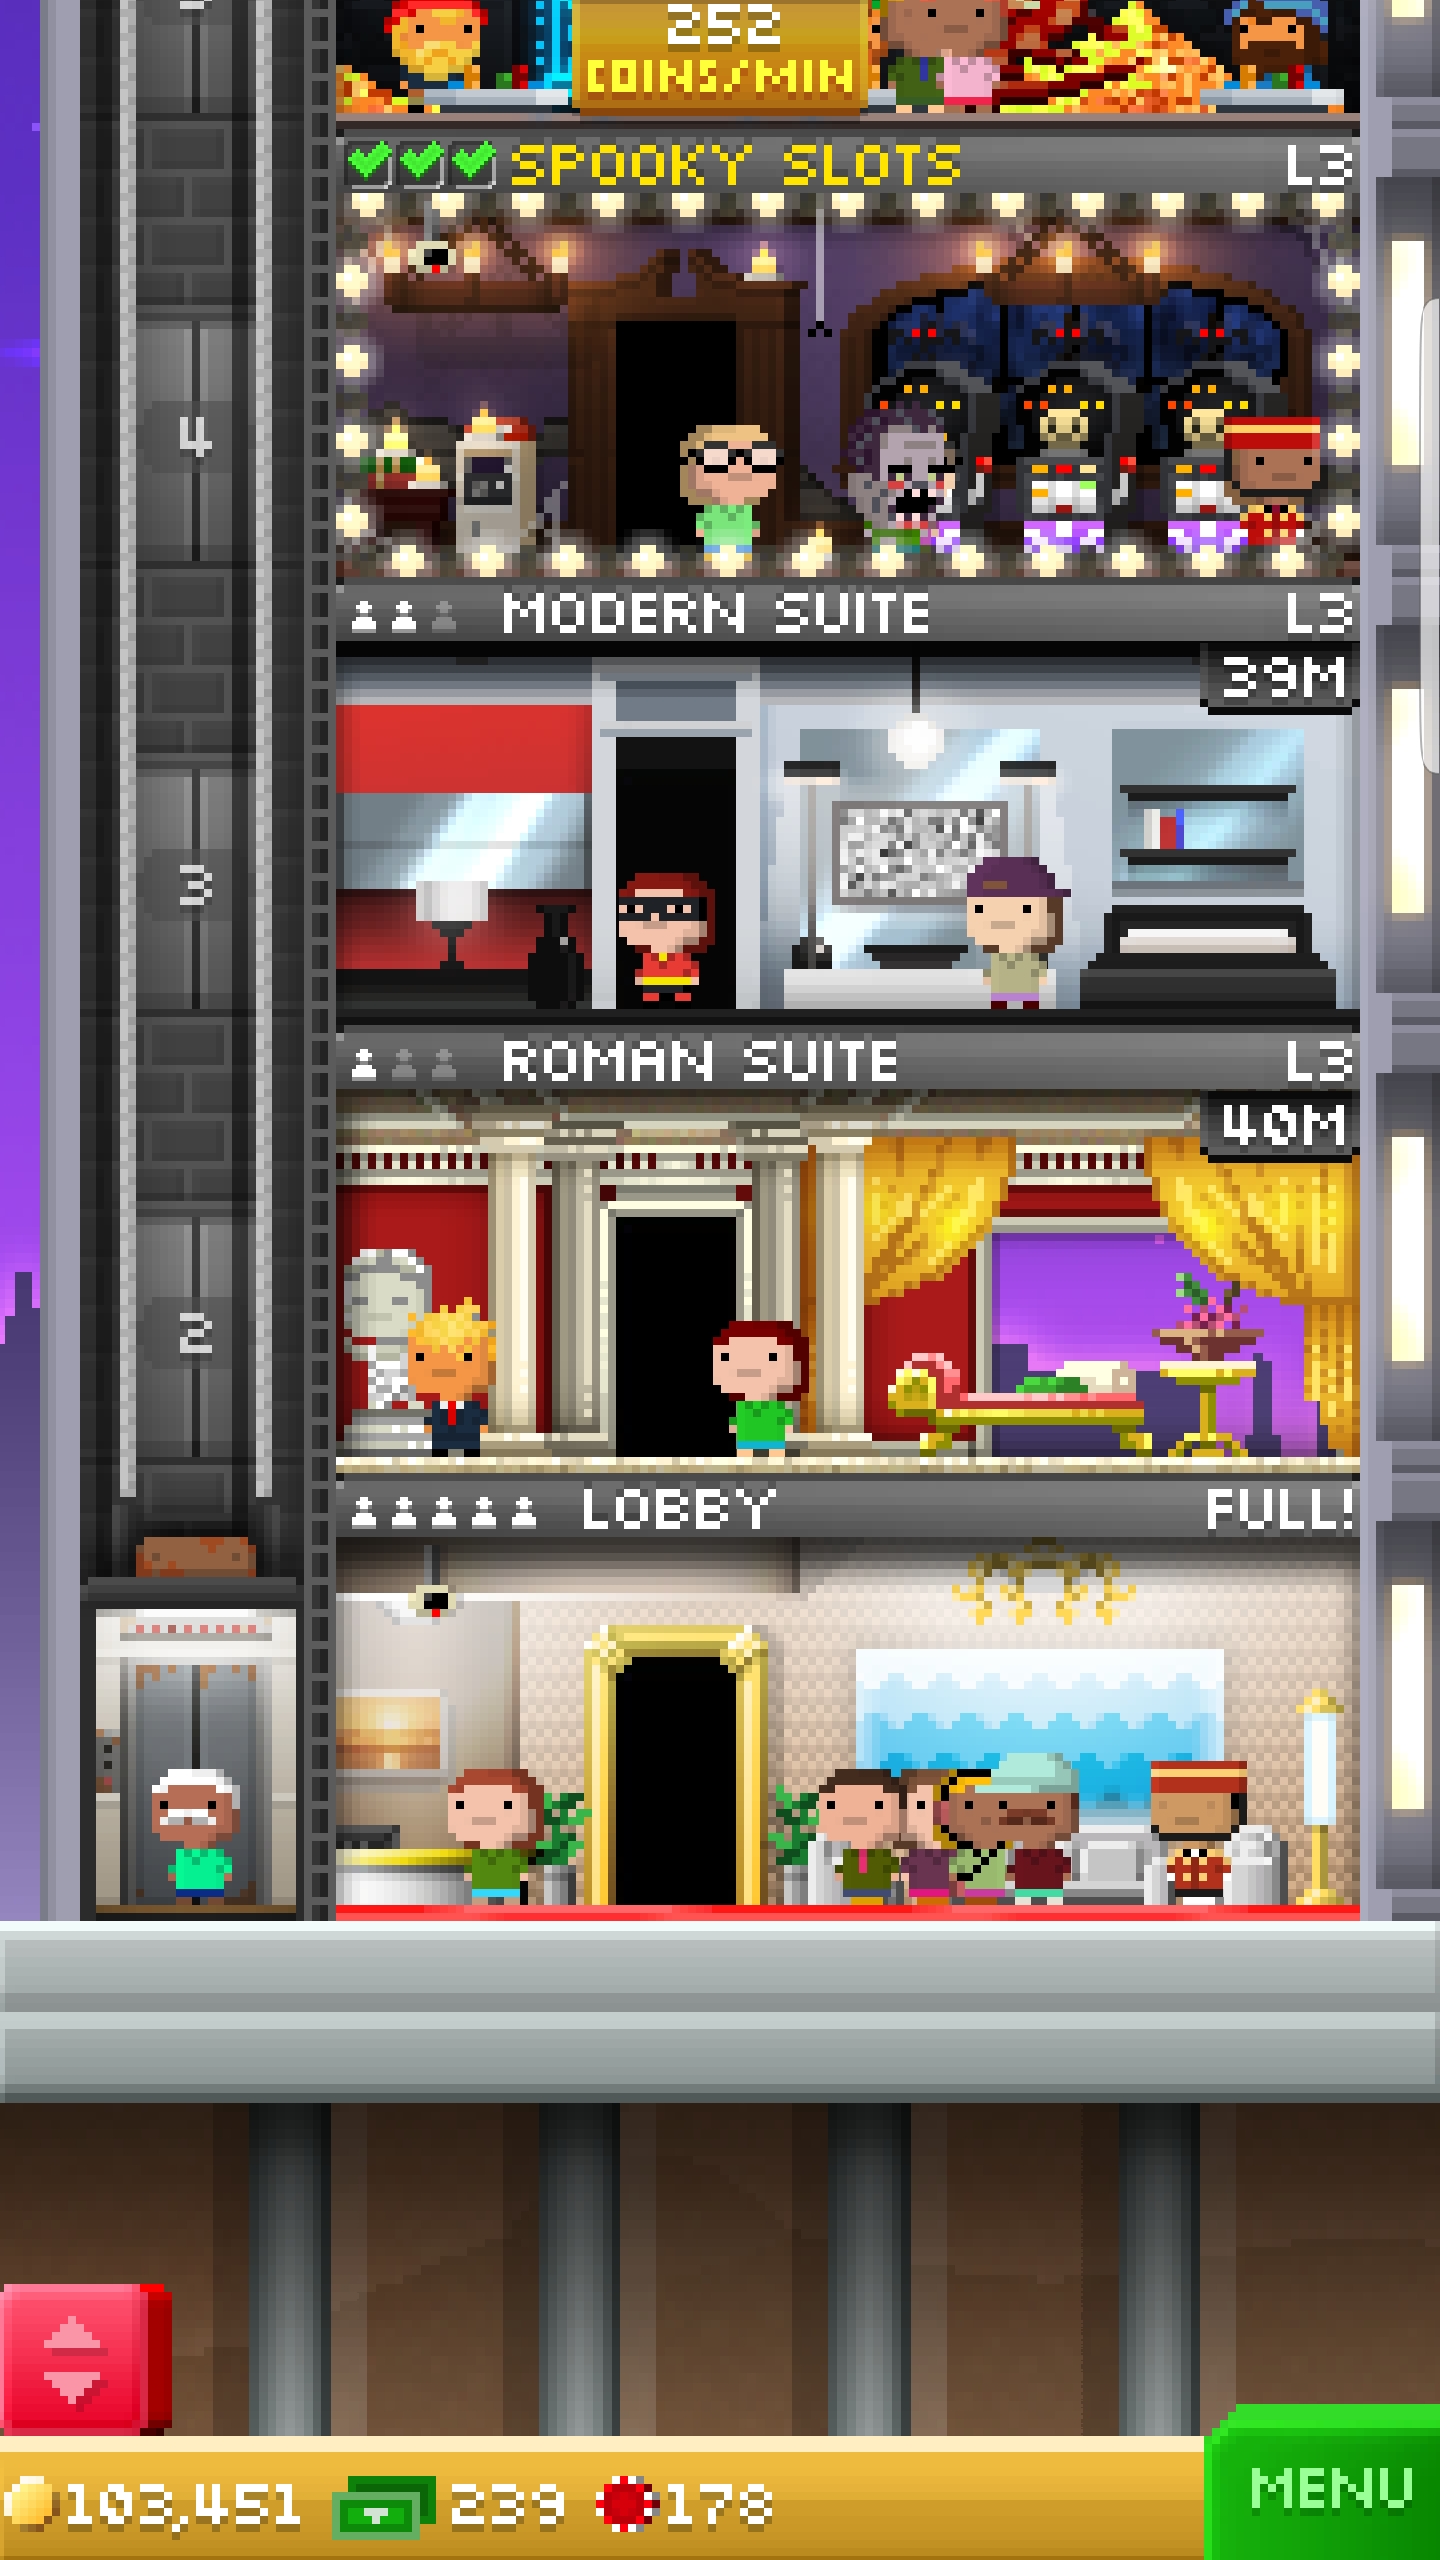 252
COINS/MIN
SPOOKY SLOTS L3
4
MODERN SUITE L3
39M
3
ROMAN SUITE L3
40M
2
LOBBY FULL!
103,451 239 178
MENU